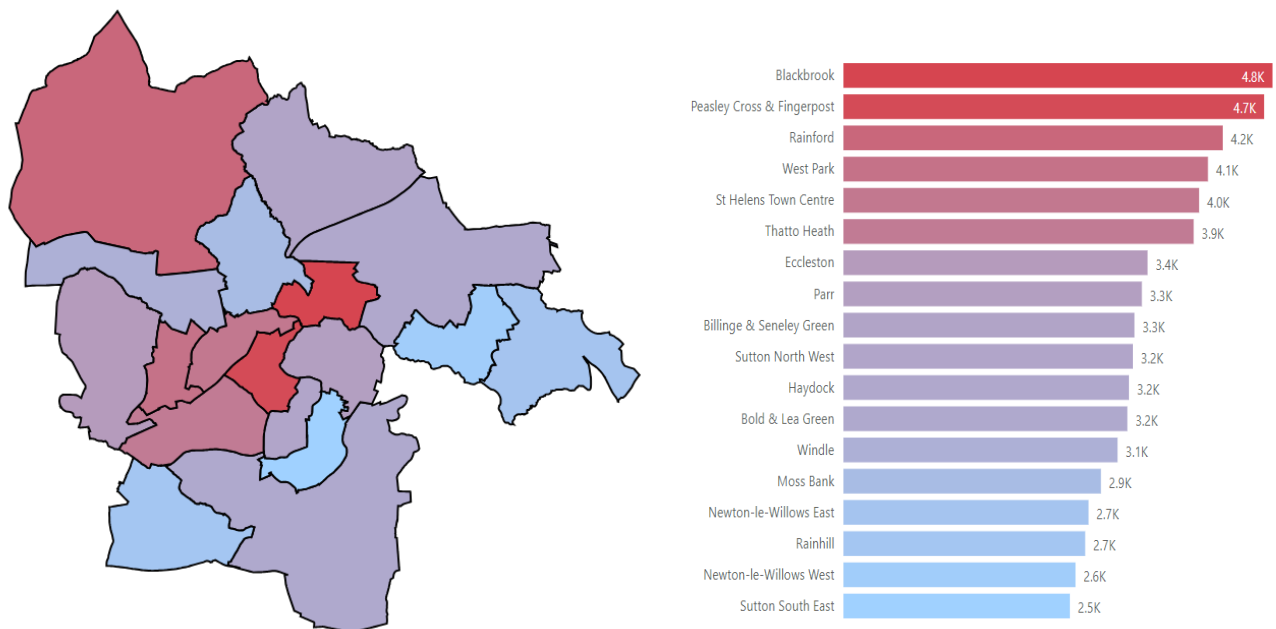 Blackbrook 4.8K
Peasley Cross & Fingerpost 4.7K
Rainford 4.2K
West Park 4.1K
St Helens Town Centre 4.0K
Thatto Heath 3.9K
Eccleston 3.4K
Parr 3.3K
Billinge & Seneley Green 3.3K
Sutton North West 3.2K
Haydock 3.2K
Bold & Lea Green 3.2K
Windle 3.1K
Moss Bank 2.9K
Newton-le-Willows East 2.7K
Rainhill 2.7K
Newton-le-Willows West 2.6K
Sutton South East 2.5K